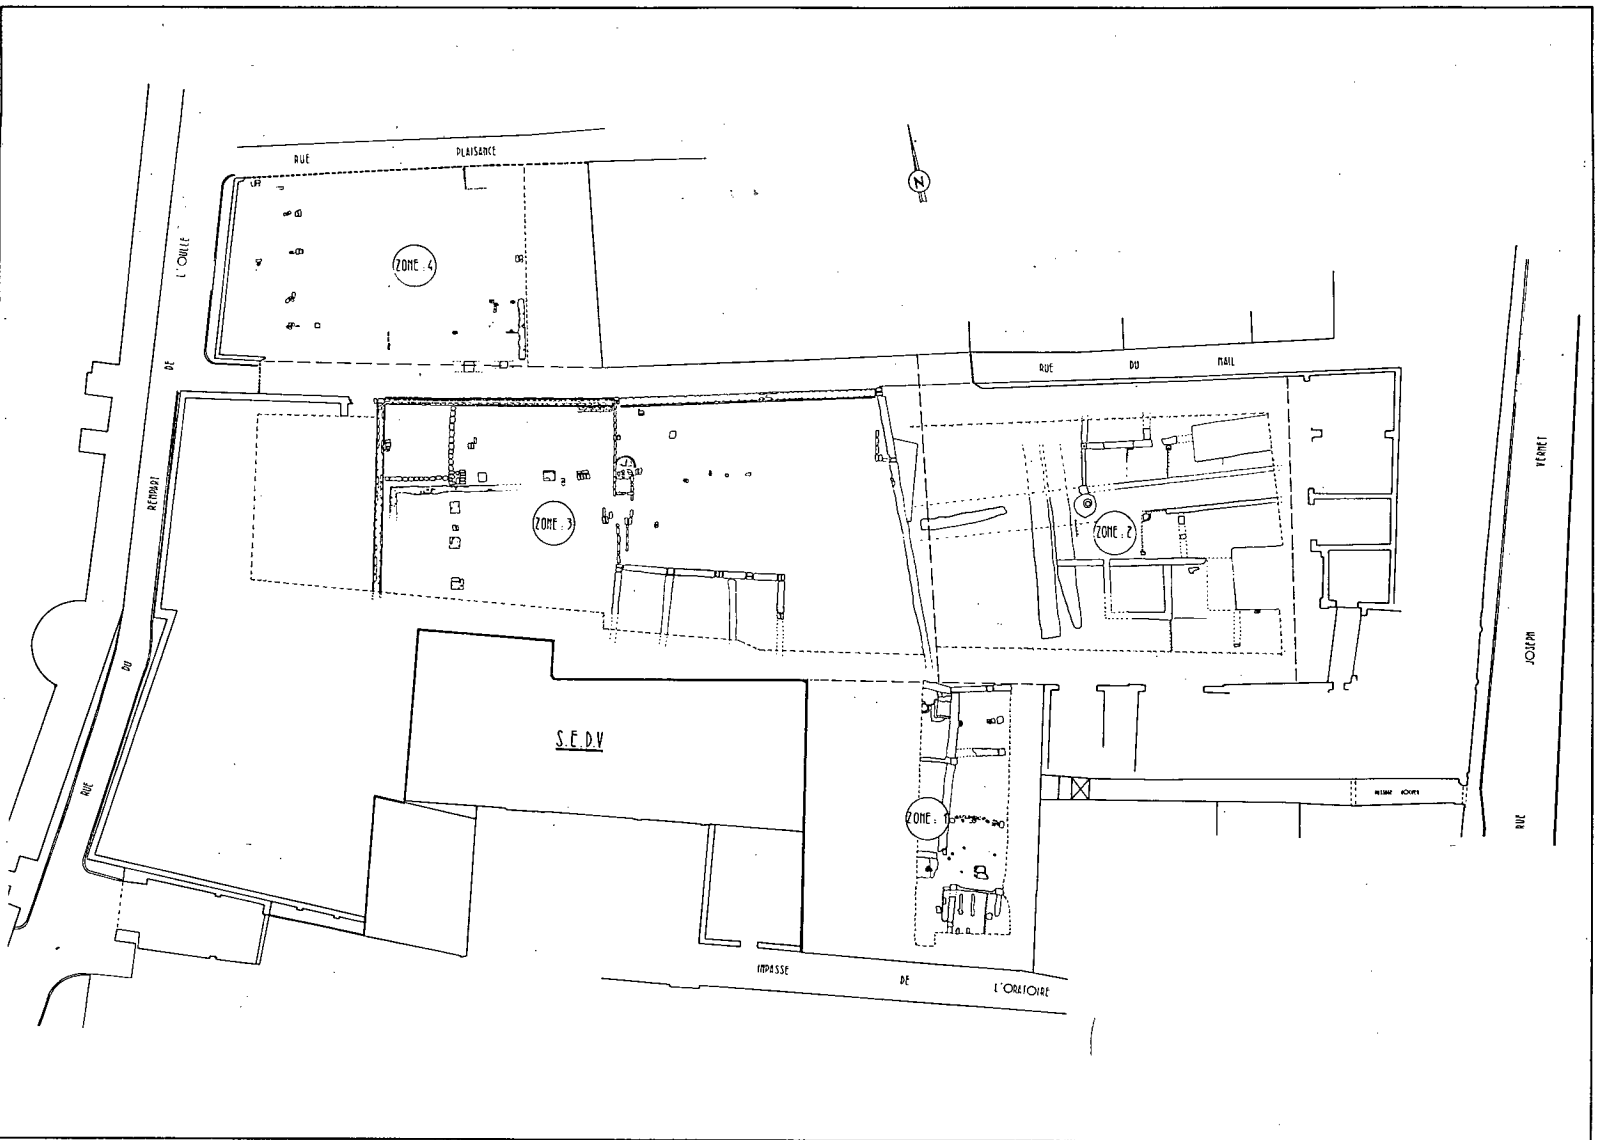 RUE PLAISANCE
N
L'OULLE
ZONE . 4
DE
RUE DU MAIL
REMPART
VERNET
ZONE . 3
ZONE . 2
JOSEPH
DU
S.E.D.V
RUE
ZONE . 1
RUE
IMPASSE DE L'ORATOIRE